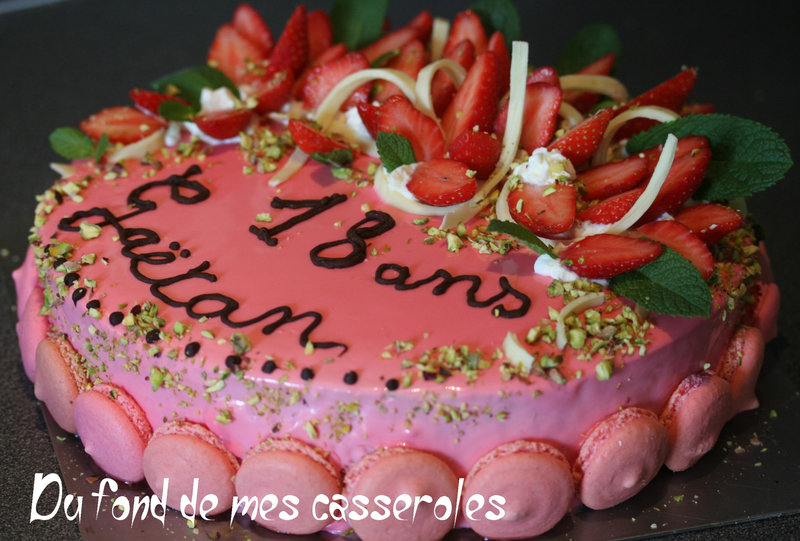 18 ans
Gaëtan
Du fond de mes casseroles